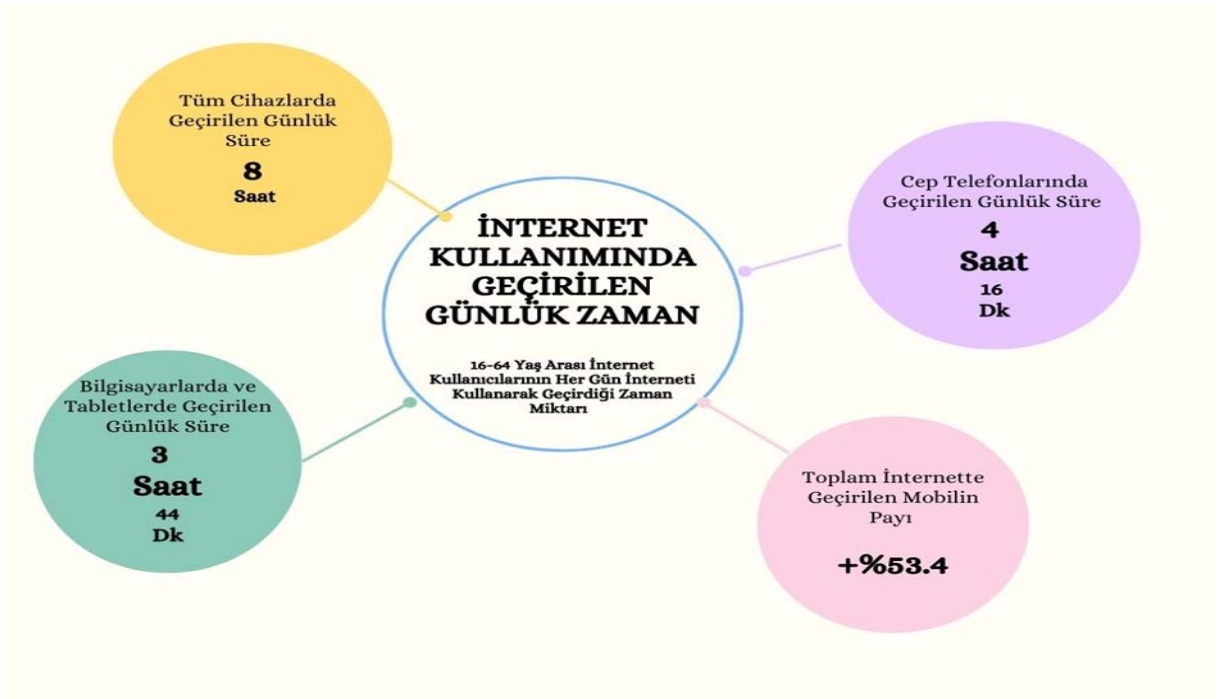 Tüm Cihazlarda
Geçirilen Günlük
Süre
8
Saat
İNTERNET
KULLANIMINDA
GEÇİRİLEN
GÜNLÜK ZAMAN
16-64 Yaş Arası İnternet
Kullanıcılarının Her Gün İnterneti
Kullanarak Geçirdiği Zaman
Miktarı
Cep Telefonlarında
Geçirilen Günlük Süre
4
Saat
16
Dk
Bilgisayarlarda ve
Tabletlerde Geçirilen
Günlük Süre
3
Saat
44
Dk
Toplam İnternette
Geçirilen Mobilin
Payı
+%53.4